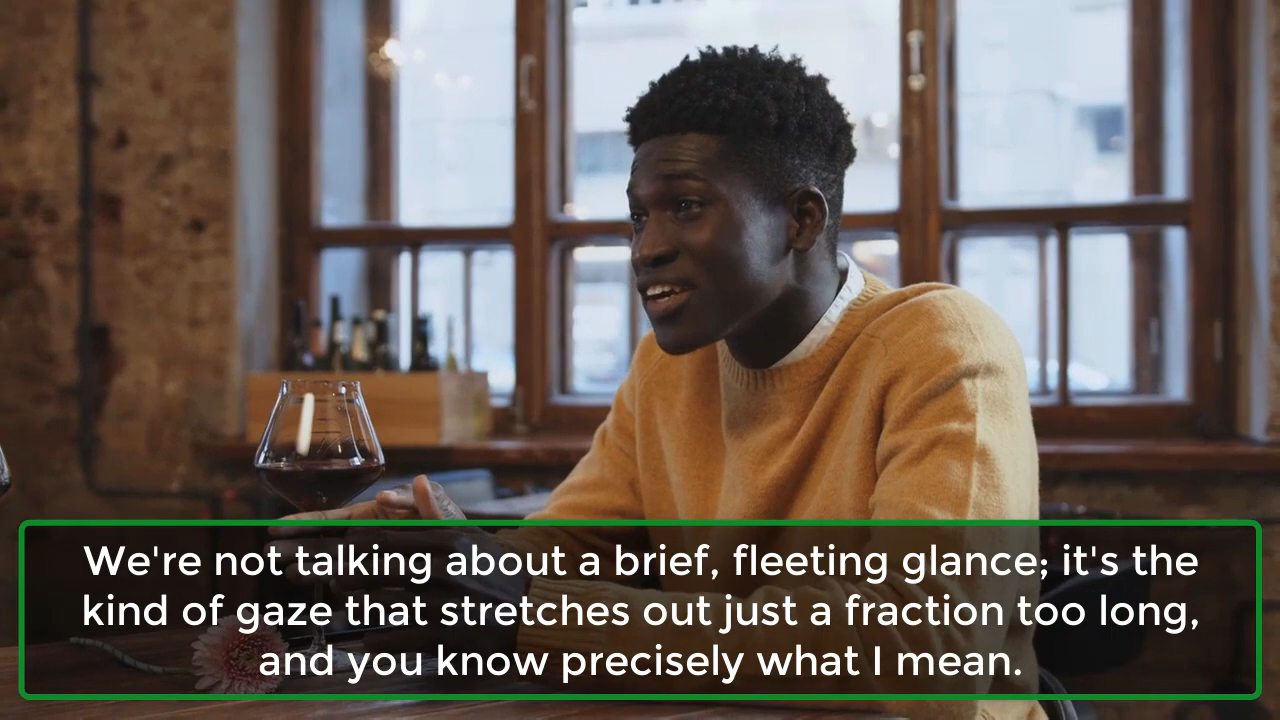 We're not talking about a brief, fleeting glance; it's the
kind of gaze that stretches out just a fraction too long,
and you know precisely what I mean.